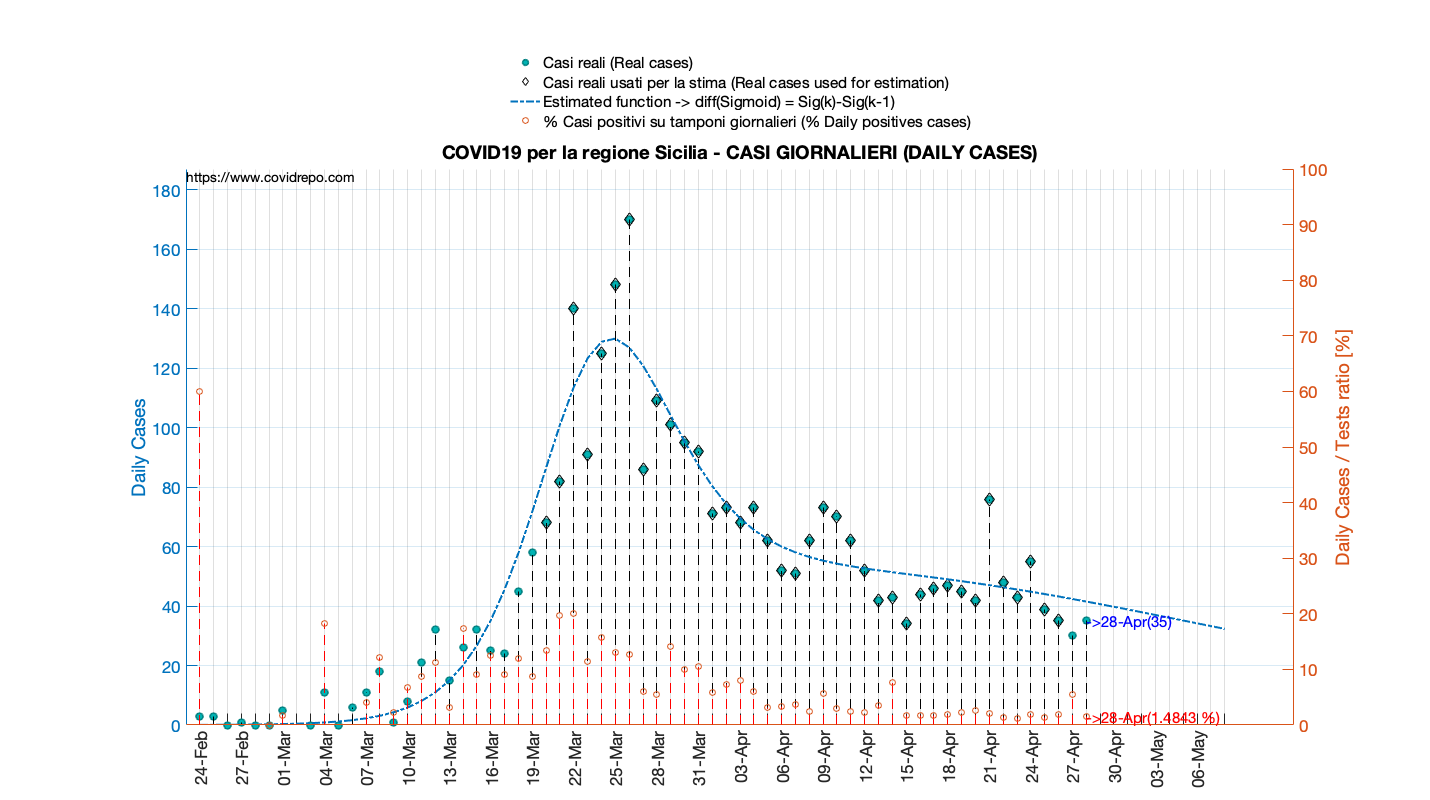 Casi reali (Real cases)
Casi reali usati per la stima (Real cases used for estimation)
Estimated function -> diff(Sigmoid) = Sig(k)-Sig(k-1)
% Casi positivi su tamponi giornalieri (% Daily positives cases)
COVID19 per la regione Sicilia - CASI GIORNALIERI (DAILY CASES)
https://www.covidrepo.com
Daily Cases
180
160
140
120
100
80
60
40
20
0
100
90
80
70
60
50
40
30
20
10
0
Daily Cases / Tests ratio [%]
->28-Apr(35)
->28-Apr(1.4843 %)
24-Feb
27-Feb
01-Mar
04-Mar
07-Mar
10-Mar
13-Mar
16-Mar
19-Mar
22-Mar
25-Mar
28-Mar
31-Mar
03-Apr
06-Apr
09-Apr
12-Apr
15-Apr
18-Apr
21-Apr
24-Apr
27-Apr
30-Apr
03-May
06-May